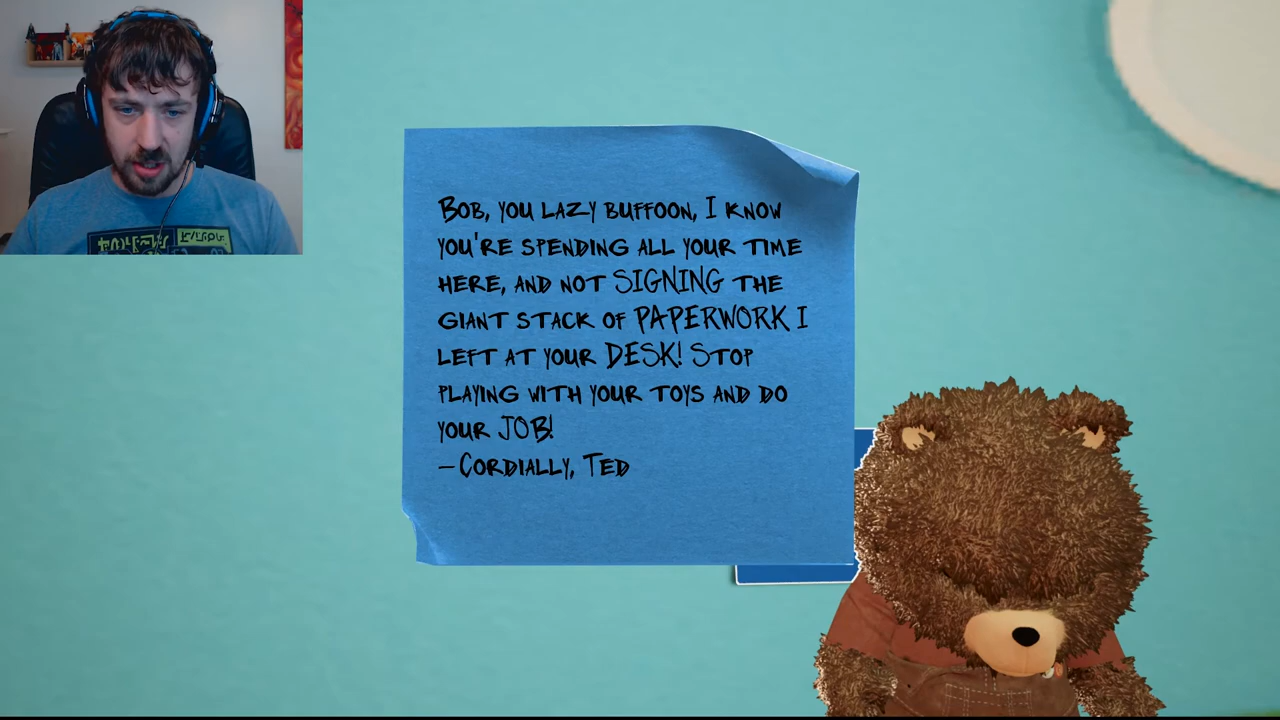 Bob, you lazy buffoon, I know
you're spending all your time
here, and not SIGNING the
giant stack of PAPERWORK I
left at your DESK! Stop
playing with your toys and do
your JOB!
–Cordially, Ted